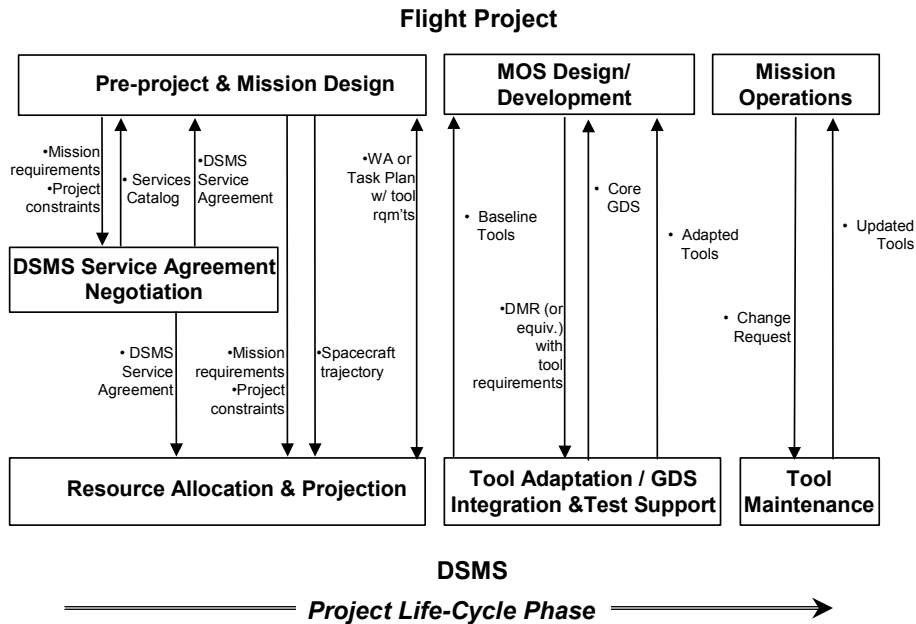 Flight Project
Pre-project & Mission Design
MOS Design/
Development
Mission
Operations
•Mission
requirements
•Project
constraints
• Services
Catalog
•DSMS
Service
Agreement
•WA or
Task Plan
w/ tool
rqm'ts
• Baseline
Tools
• Core
GDS
• Adapted
Tools
• Updated
Tools
DSMS Service Agreement
Negotiation
• DSMS
Service
Agreement
•Mission
requirements
•Project
constraints
•Spacecraft
trajectory
•DMR (or
equiv.)
with
tool
requirements
• Change
Request
Resource Allocation & Projection
Tool Adaptation / GDS
Integration &Test Support
Tool
Maintenance
DSMS
Project Life-Cycle Phase